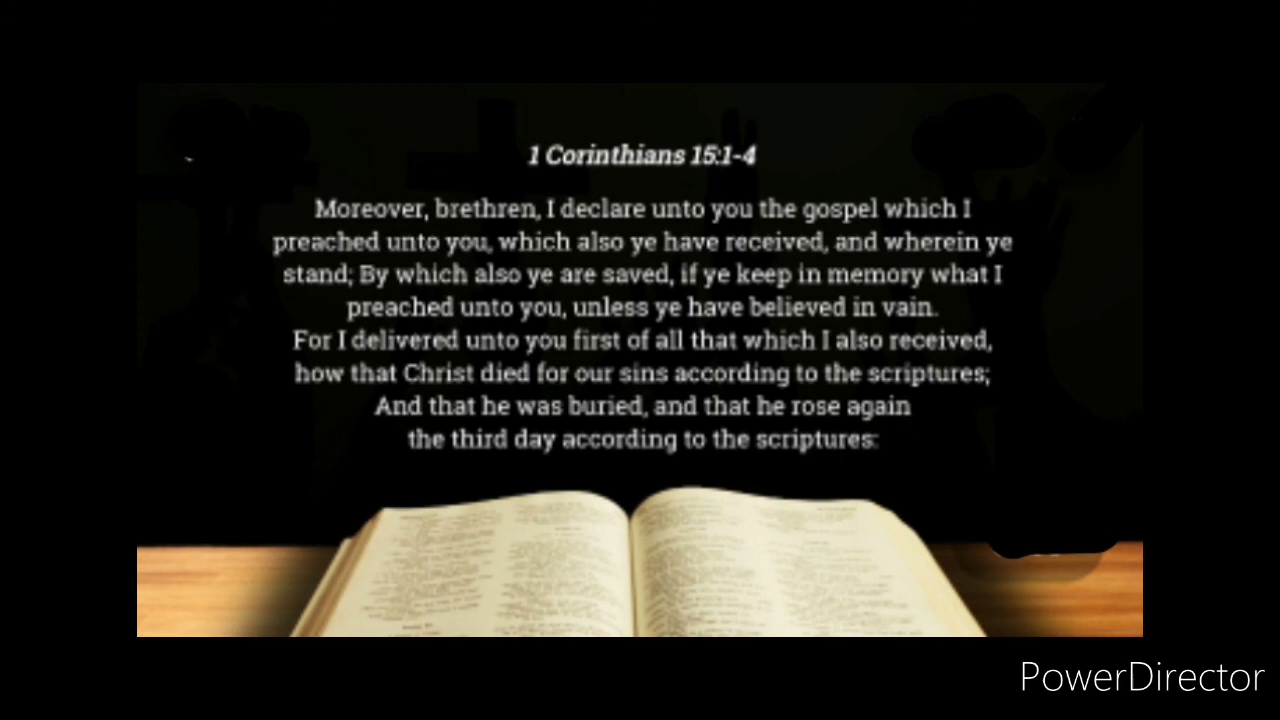 1 Corinthians 15:1-4
Moreover, brethren, I declare unto you the gospel which I
preached unto you, which also ye have received, and wherein ye
stand; By which also ye are saved, if ye keep in memory what I
preached unto you, unless ye have believed in vain.
For I delivered unto you first of all that which I also received,
how that Christ died for our sins according to the scriptures;
And that he was buried, and that he rose again
the third day according to the scriptures:
PowerDirector